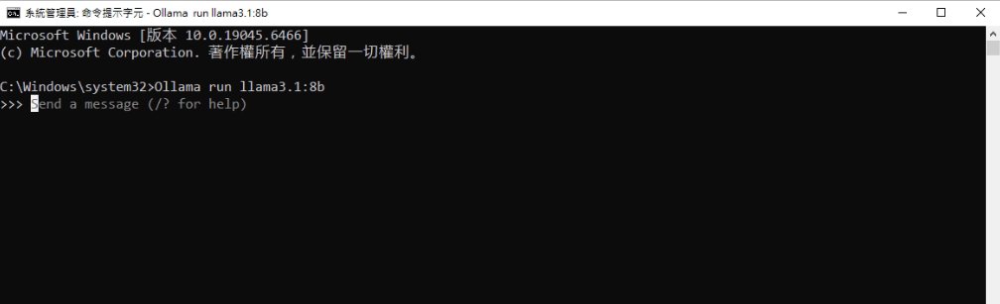 系統管理員: 命令提示字元 - Ollama  run llama3.1:8b
Microsoft Windows [版本 10.0.19045.6466]
(c) Microsoft Corporation. 著作權所有，並保留一切權利。
C:\Windows\system32>Ollama run llama3.1:8b
>>> Send a message (/? for help)